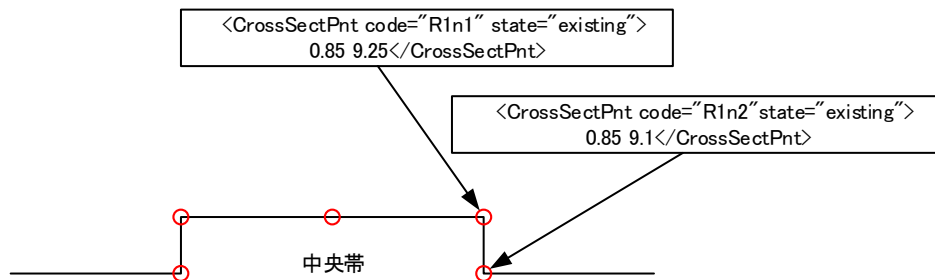 <CrossSectPnt code="R1n1" state="existing">
0.85 9.25</CrossSectPnt>
<CrossSectPnt code="R1n2"state="existing">
0.85 9.1</CrossSectPnt>
中央帯